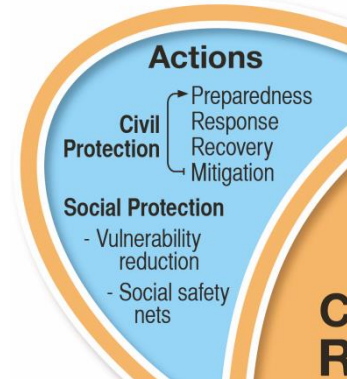 Actions
Civil
Protection
Preparedness
Response
Recovery
Mitigation
Social Protection
- Vulnerability
reduction
- Social safety
nets
C
R